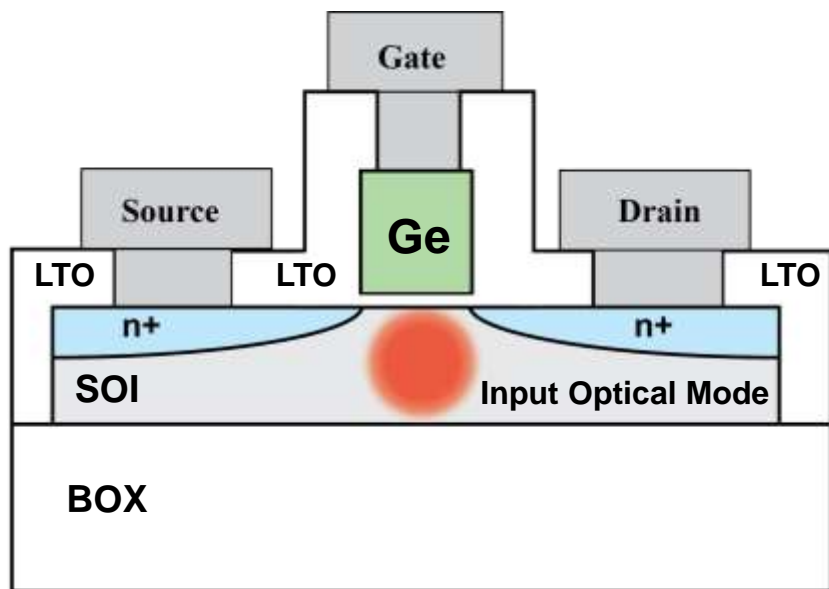 Gate
Source
Ge
Drain
LTO
LTO
LTO
n+
n+
SOI
Input Optical Mode
BOX